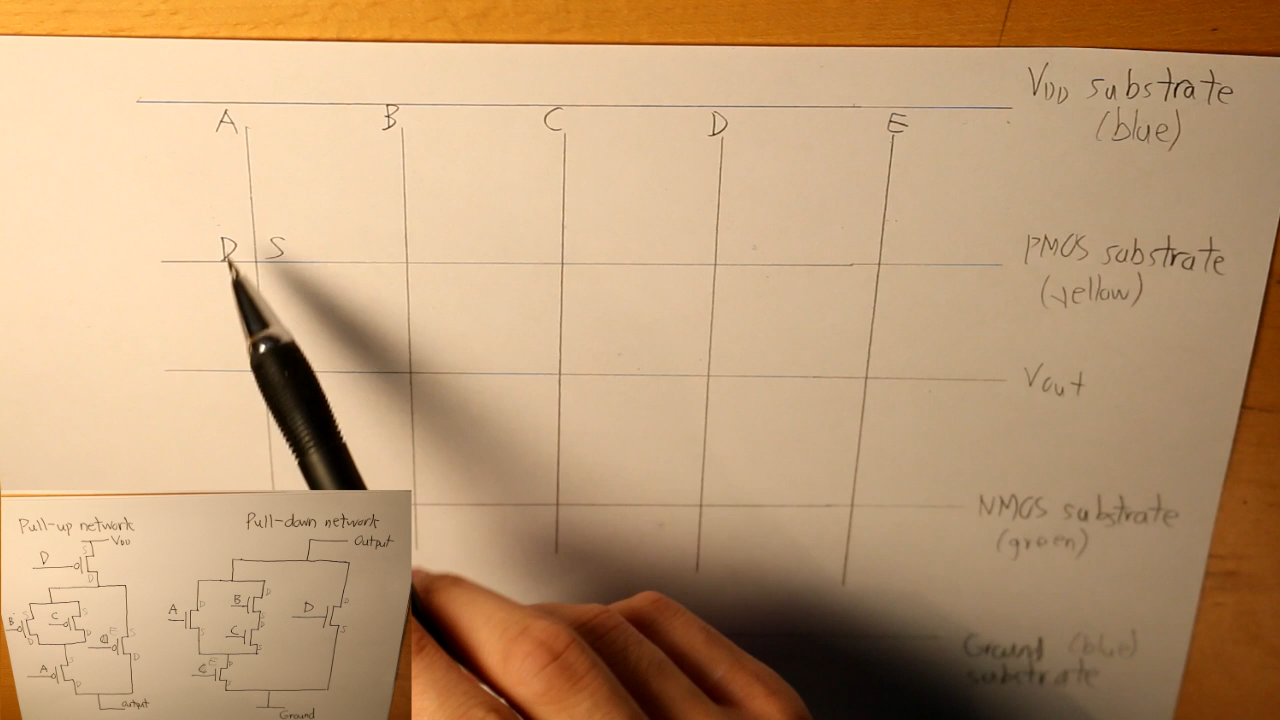 VDD substrate
(blue)
A B C D E
D S
PMOS substrate
(yellow)
Vout
NMOS substrate
(green)
Ground (blue)
substrate
Pull-up network
VDD
S
D
D
S S
B C
S
D D
E
S
A
D
D
output
Pull-down network
Output
D
A B
D
S
S
D
C
S
D
S
E
D
S
Ground